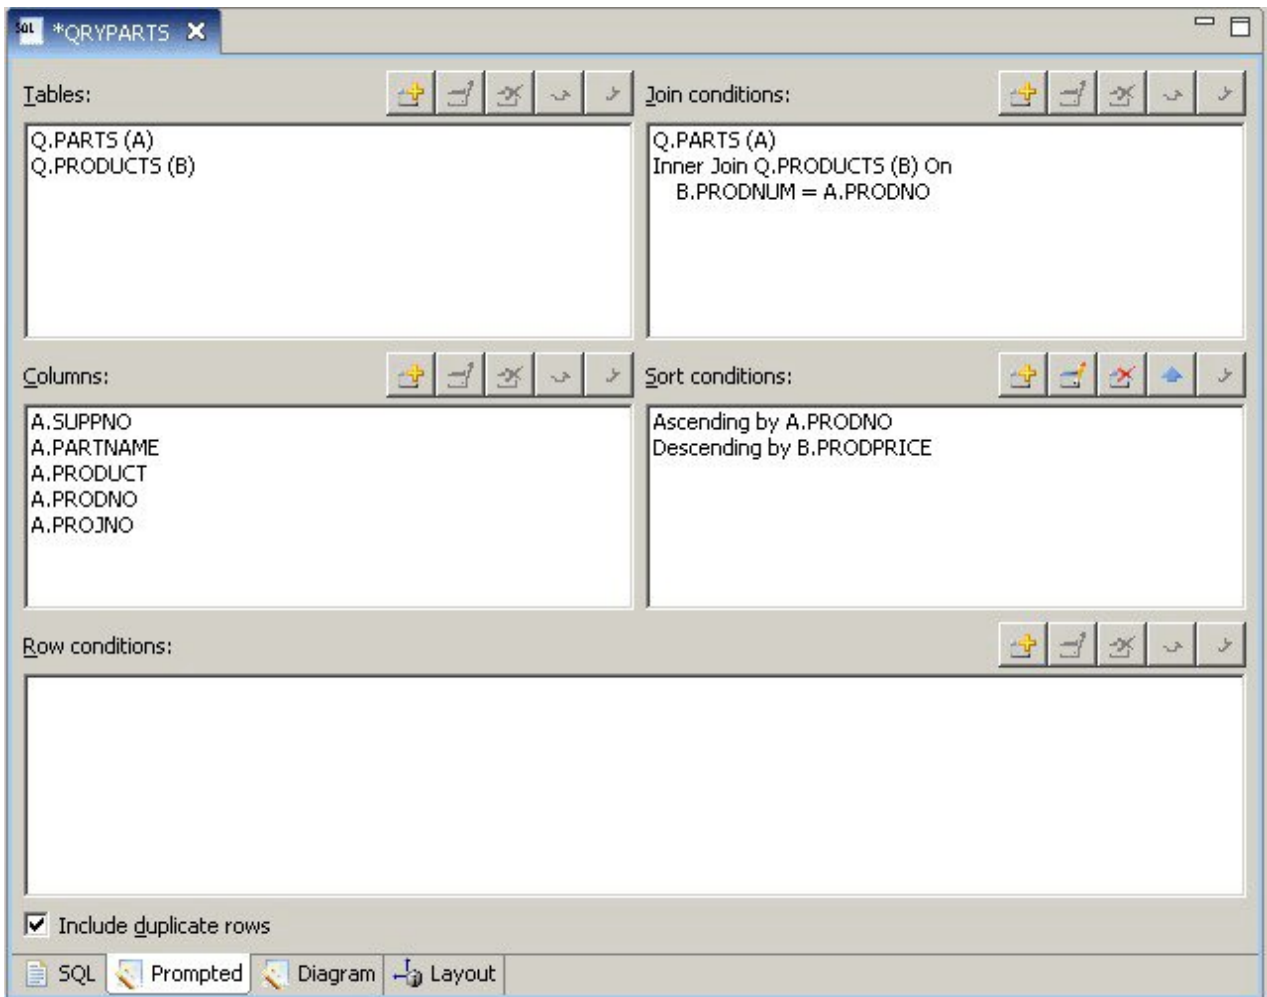 SQL *QRYPARTS
Tables:
Q.PARTS (A)
Q.PRODUCTS (B)
Join conditions:
Q.PARTS (A)
Inner Join Q.PRODUCTS (B) On
B.PRODNUM = A.PRODNO
Columns:
A.SUPPNO
A.PARTNAME
A.PRODUCT
A.PRODNO
A.PROJNO
Sort conditions:
Ascending by A.PRODNO
Descending by B.PRODPRICE
Row conditions:
Include duplicate rows
SQL Prompted Diagram Layout